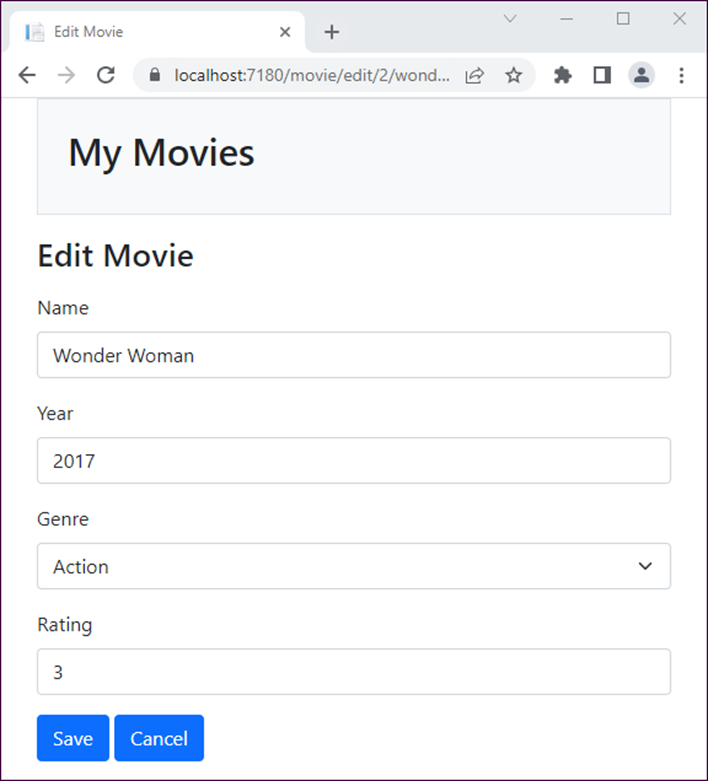 Edit Movie
localhost:7180/movie/edit/2/wond...
My Movies
Edit Movie
Name
Wonder Woman
Year
2017
Genre
Action
Rating
3
Save Cancel